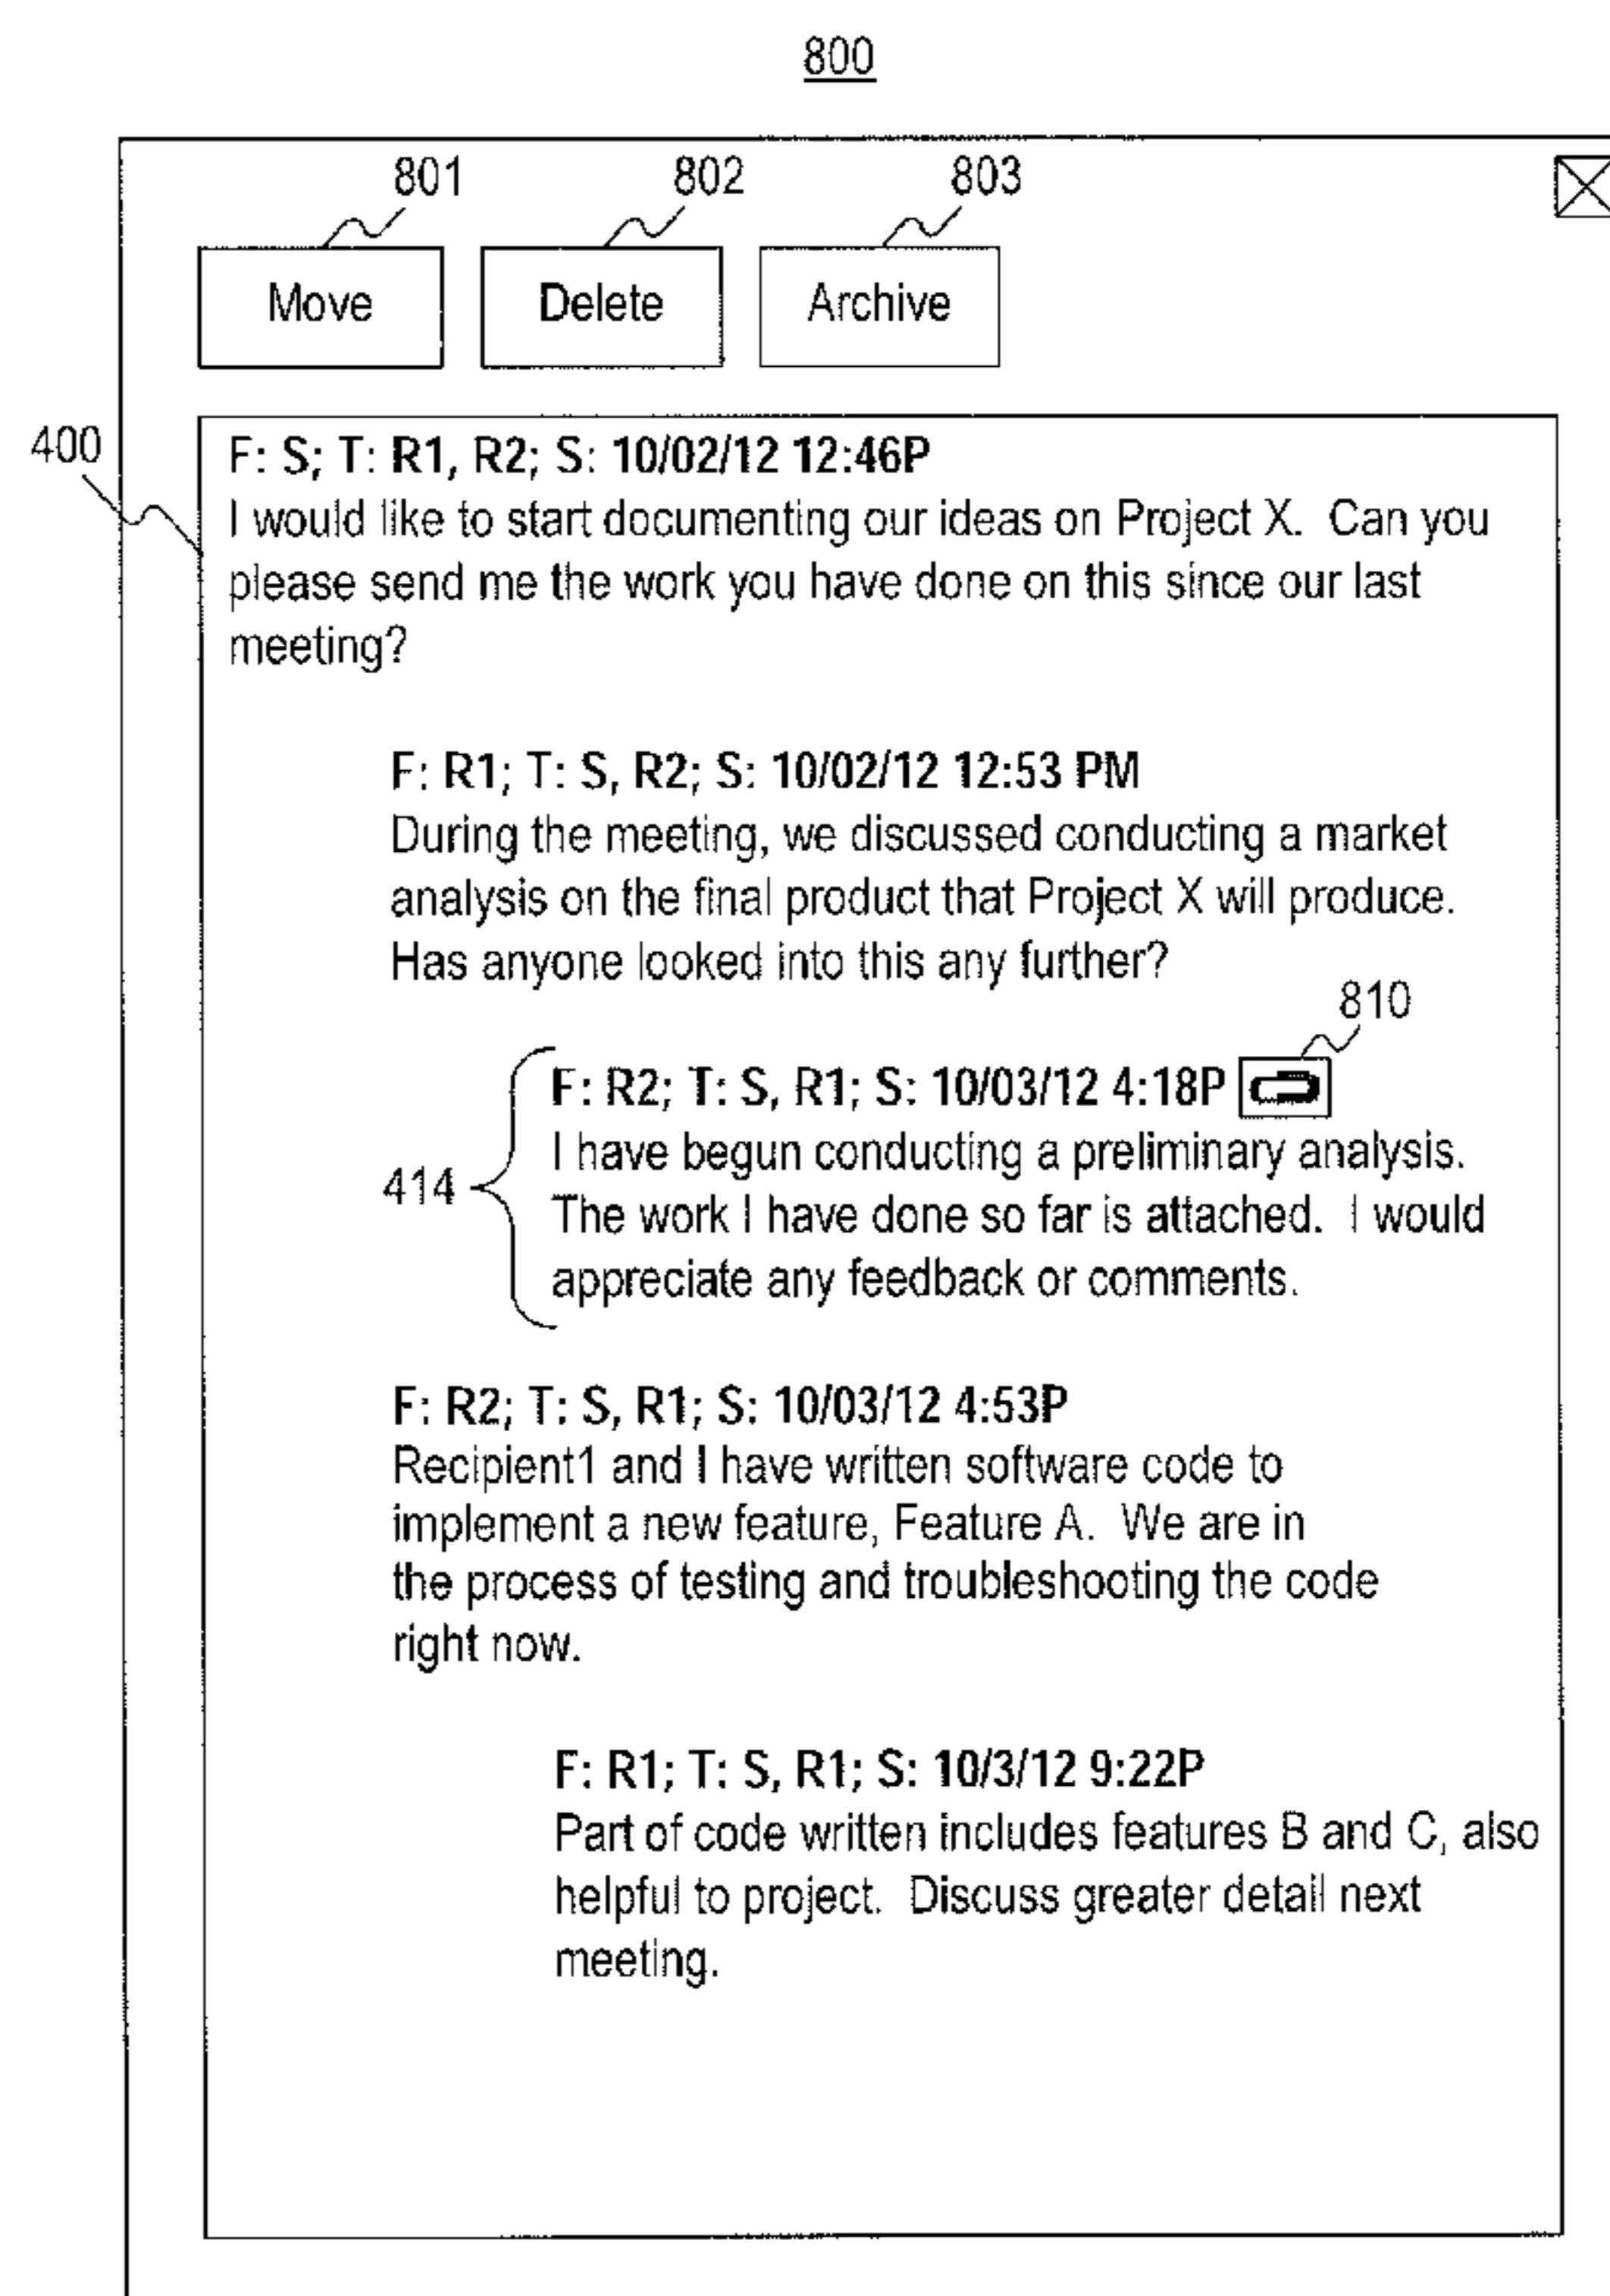 800
801 802 803
Move Delete Archive
400
F: S; T: R1, R2; S: 10/02/12 12:46P
I would like to start documenting our ideas on Project X. Can you
please send me the work you have done on this since our last
meeting?
F: R1; T: S, R2; S: 10/02/12 12:53 PM
During the meeting, we discussed conducting a market
analysis on the final product that Project X will produce.
Has anyone looked into this any further?
810
F: R2; T: S, R1; S: 10/03/12 4:18P
I have begun conducting a preliminary analysis.
414
The work I have done so far is attached. I would
appreciate any feedback or comments.
F: R2; T: S, R1; S: 10/03/12 4:53P
Recipient1 and I have written software code to
implement a new feature, Feature A. We are in
the process of testing and troubleshooting the code
right now.
F: R1; T: S, R1; S: 10/3/12 9:22P
Part of code written includes features B and C, also
helpful to project. Discuss greater detail next
meeting.